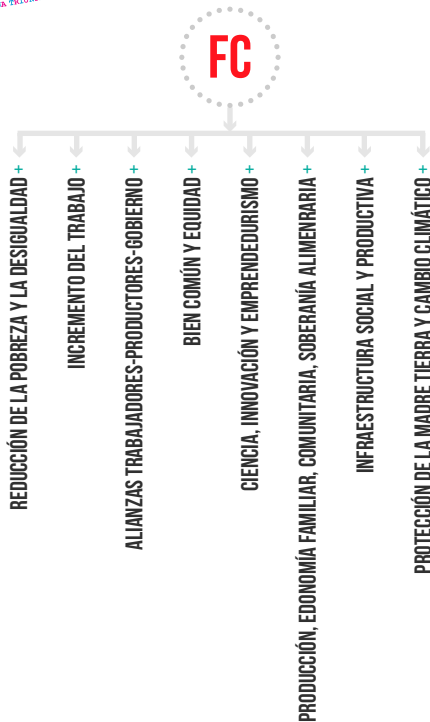 FC
REDUCCIÓN DE LA POBREZA Y LA DESIGUALDAD +
INCREMENTO DEL TRABAJO +
ALIANZAS TRABAJADORES-PRODUCTORES-GOBIERNO +
BIEN COMÚN Y EQUIDAD +
CIENCIA, INNOVACIÓN Y EMPRENDEDURISMO +
PRODUCCIÓN, EDONOMÍA FAMILIAR, COMUNITARIA, SOBERANÍA ALIMENRARIA +
INFRAESTRUCTURA SOCIAL Y PRODUCTIVA +
PROTECCIÓN DE LA MADRE TIERRA Y CAMBIO CLIMÁTICO +